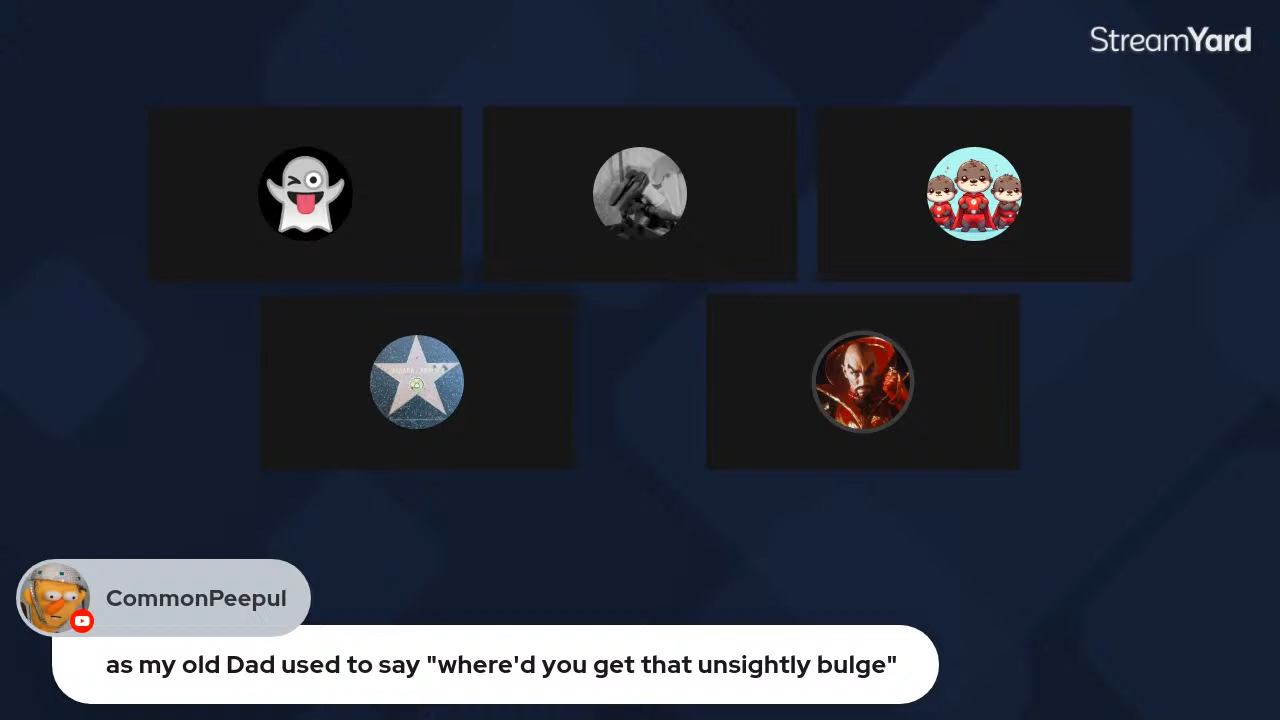 StreamYard
CommonPeepul
as my old Dad used to say "where'd you get that unsightly bulge"